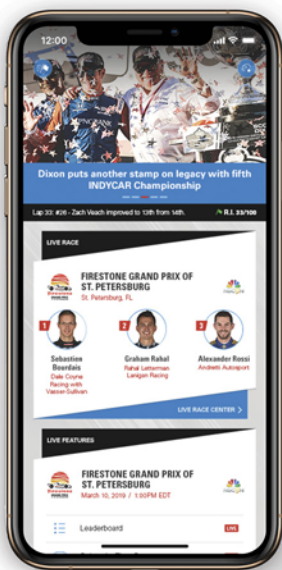 12:00
Dixon puts another stamp on legacy with fifth
INDYCAR Championship
Lap 33: #26 - Zach Veach improved to 13th from 14th.
R.I. 33/100
LIVE RACE
FIRESTONE GRAND PRIX OF
ST. PETERSBURG
St. Petersburg, FL
1
2
3
Sebastien
Bourdais
Dale Coyne
Racing with
Vasser-Sullivan
Graham Rahal
Rahal Letterman
Lanigan Racing
Alexander Rossi
Andretti Autosport
LIVE RACE CENTER >
LIVE FEATURES
FIRESTONE GRAND PRIX OF
ST. PETERSBURG
March 10, 2019 / 1:00PM EDT
Leaderboard
LIVE